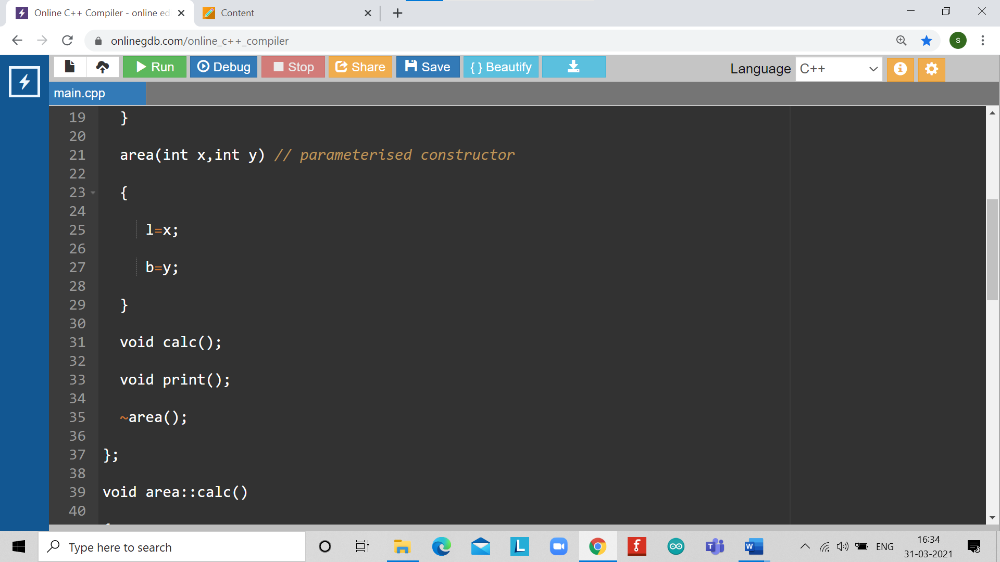 Online C++ Compiler - online ed
Content
onlinegdb.com/online_c++_compiler
S
Run
Debug
Stop
Share
Save
{ } Beautify
Language
C++
main.cpp
19 }
20
21 area(int x,int y) // parameterised constructor
22
23 {
24
25 l=x;
26
27 b=y;
28
29 }
30
31 void calc();
32
33 void print();
34
35 ~area();
36
37 };
38
39 void area::calc()
40
Type here to search
L
f
T
W
ENG
16:34
31-03-2021